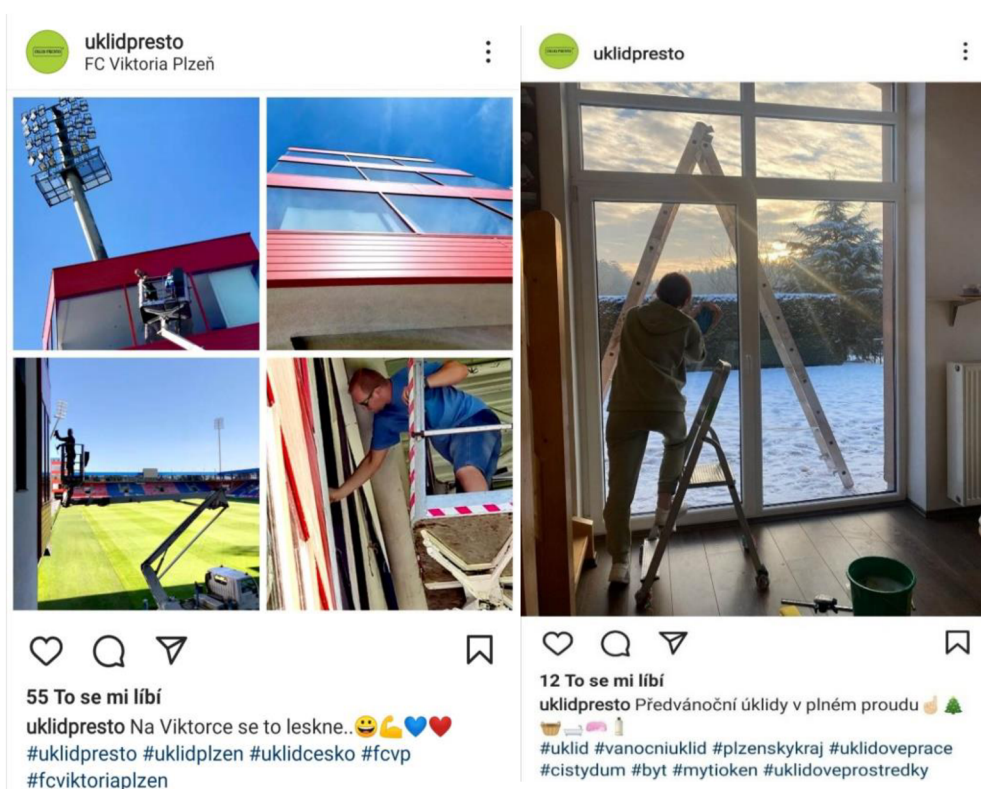 uklidpresto
FC Viktoria Plzeň
55 To se mi líbí
uklidpresto Na Viktorce se to leskne..😀💪💙❤️
#uklidpresto #uklidplzen #uklidcesko #fcvp
#fcviktoriaplzen
uklidpresto
12 To se mi líbí
uklidpresto Předvánoční úklidy v plném proudu☝🏻🎄
🧺🛁🧼🧴
#uklid #vanocniuklid #plzenskykraj #uklidoveprace
#cistydum #byt #mytioken #uklidoveprostredky